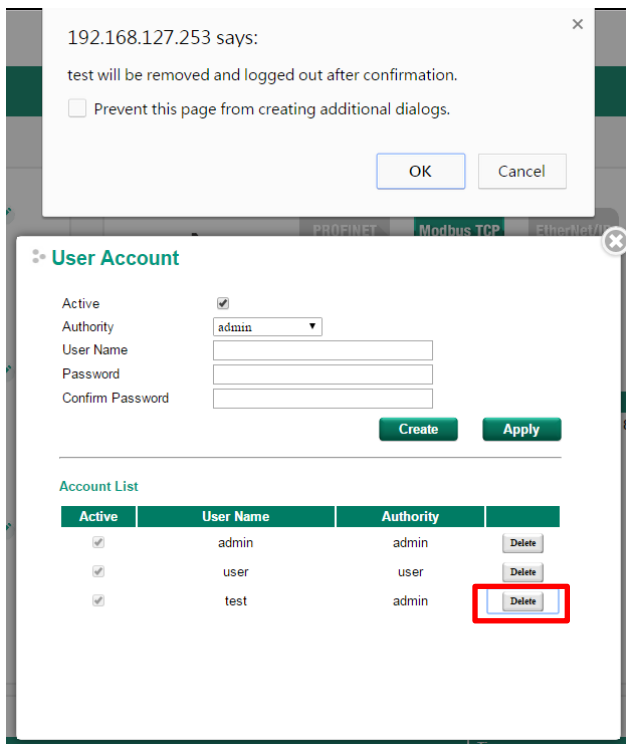 192.168.127.253 says:
test will be removed and logged out after confirmation.
Prevent this page from creating additional dialogs.
OK Cancel
PROFINET Modbus TCP EtherNet/IP
User Account
Active
Authority admin
User Name
Password
Confirm Password
Create Apply
Account List
Active User Name Authority
admin admin Delete
user user Delete
test admin Delete